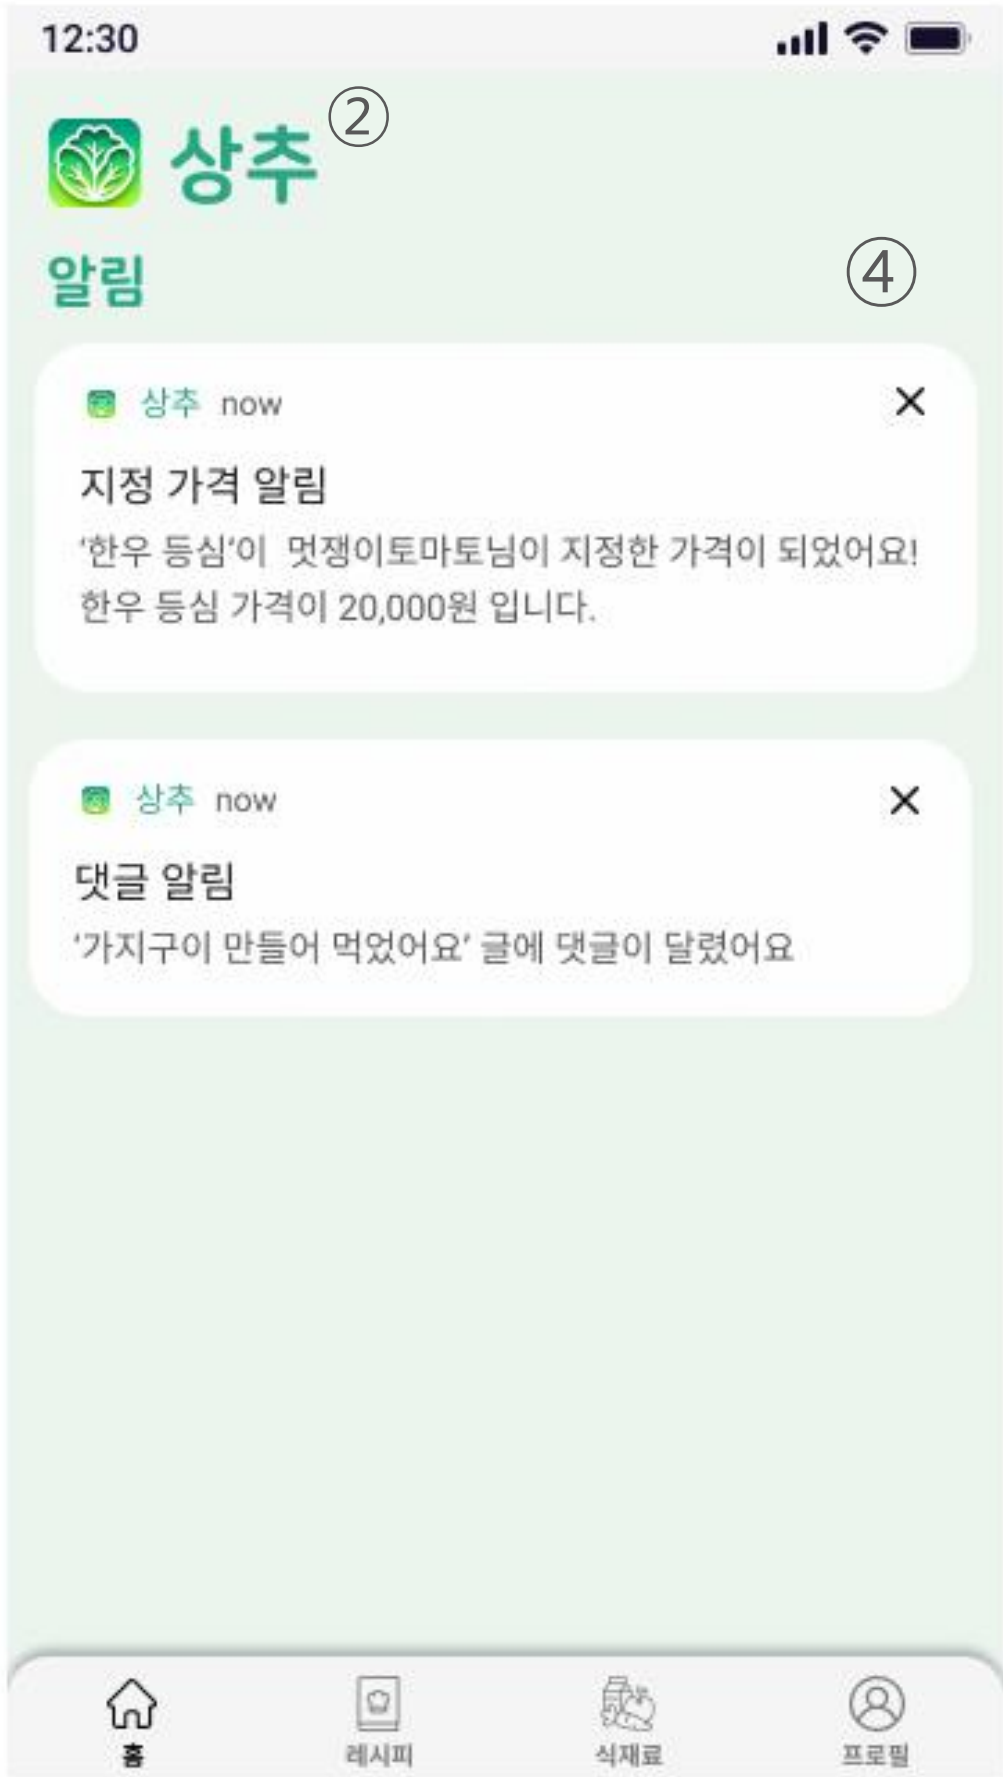 12:30
상추 ②
알림
④
상추 now
지정 가격 알림
‘한우 등심‘이 멋쟁이토마토님이 지정한 가격이 되었어요!
한우 등심 가격이 20,000원 입니다.
상추 now
댓글 알림
‘가지구이 만들어 먹었어요’ 글에 댓글이 달렸어요
홈 레시피 식재료 프로필